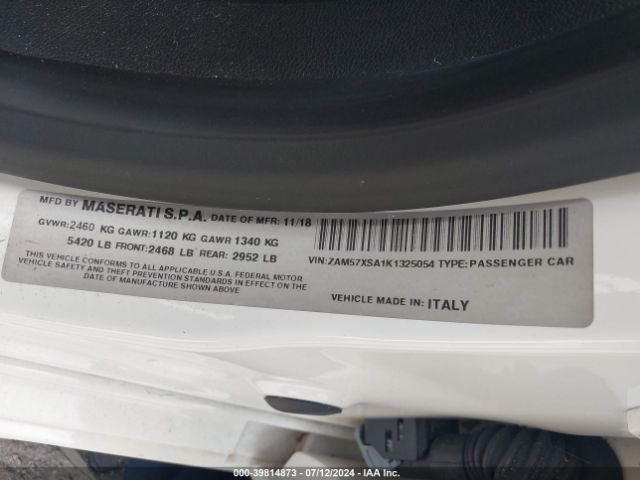 MFD BY MASERATI S.P.A. DATE OF MFR: 11/18
GVWR:2460 KG GAWR:1120 KG GAWR 1340 KG
5420 LB FRONT:2468 LB REAR: 2952 LB
THIS VEHICLE CONFORMS TO ALL APPLICABLE U.S.A. FEDERAL MOTOR
VEHICLE SAFETY AND THEFT PREVENTION STANDARDS IN EFFECT ON THE
DATE OF MANUFACTURE SHOWN ABOVE
VIN:ZAM57XSA1K1325054 TYPE: PASSENGER CAR
VEHICLE MADE IN: ITALY
000-39814873 - 07/12/2024 - IAA Inc.